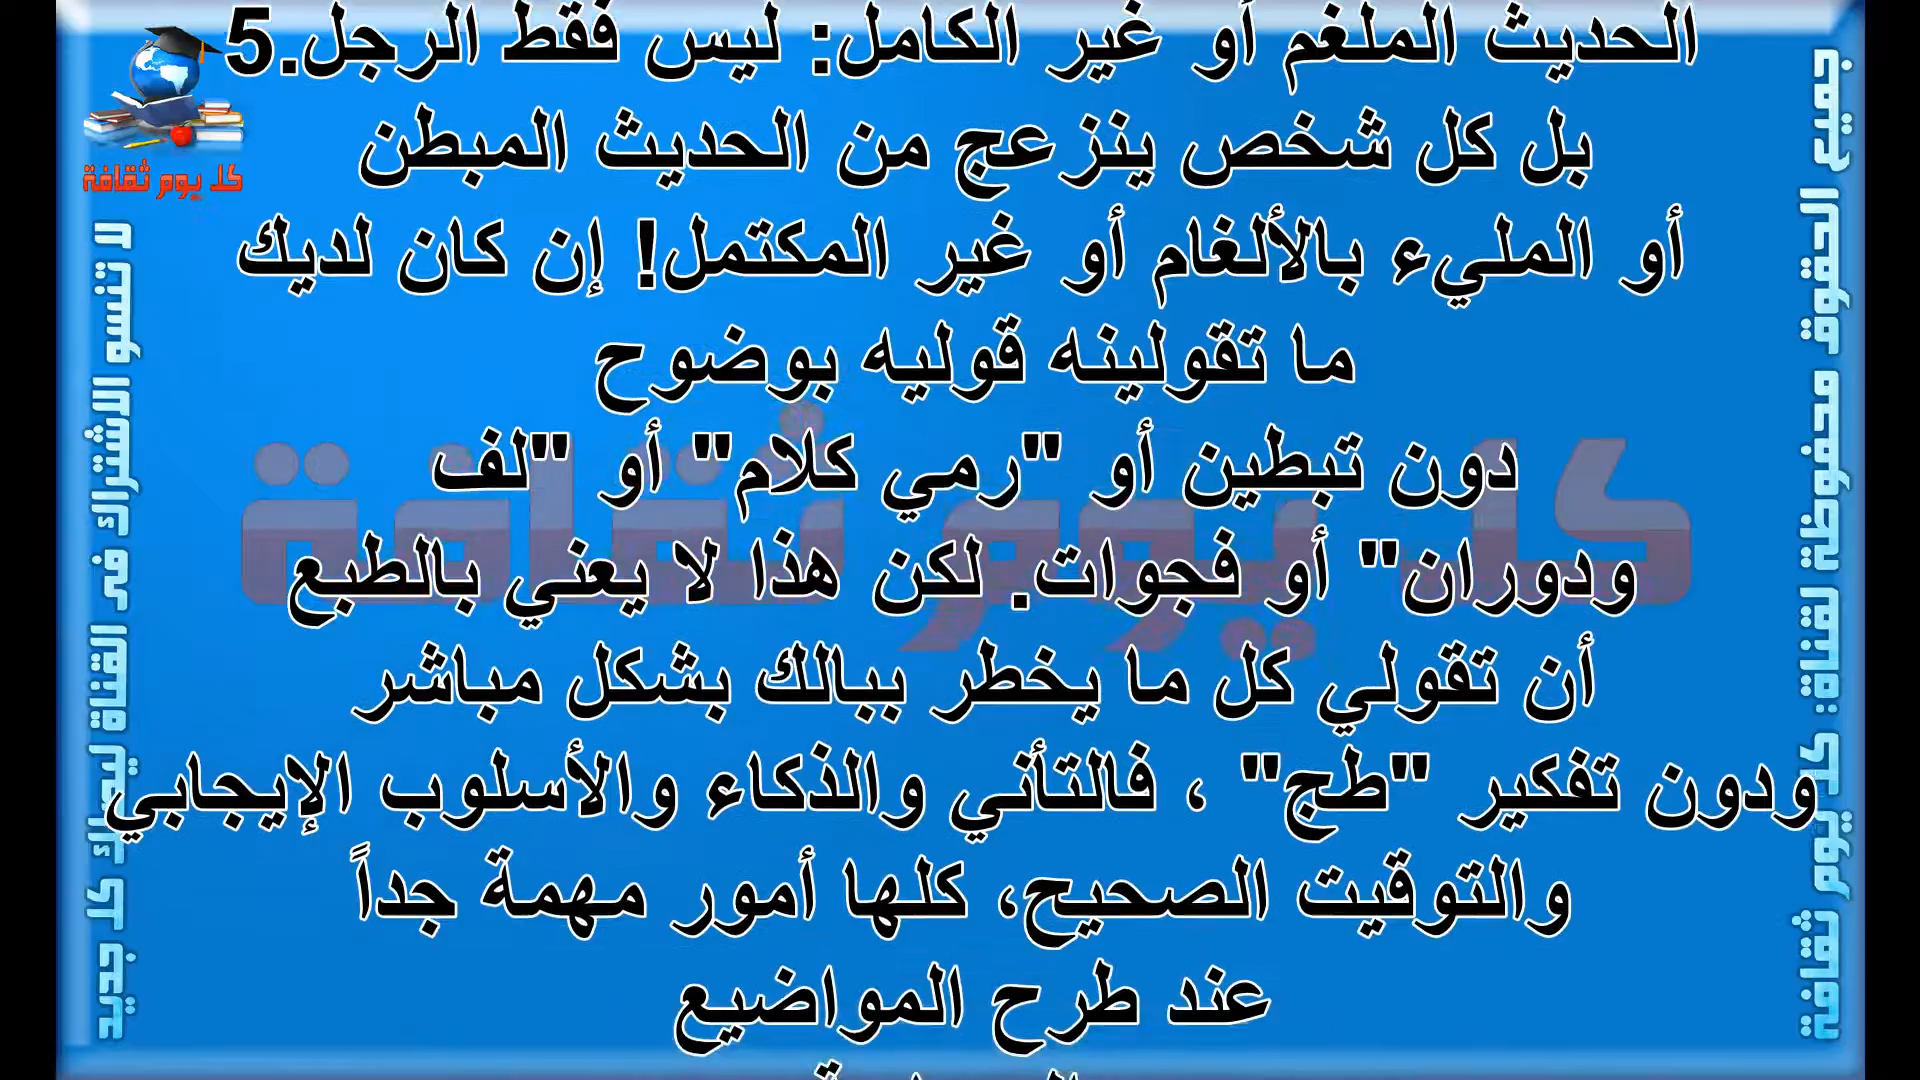 الحديث الملغم أو غير الكامل: ليس فقط الرجل.5
بل كل شخص ينزعج من الحديث المبطن
أو المليء بالألغام أو غير المكتمل! إن كان لديك
ما تقولينه قوليه بوضوح
دون تبطين أو "رمي كلام" أو "لف
ودوران" أو فجوات. لكن هذا لا يعني بالطبع
أن تقولي كل ما يخطر ببالك بشكل مباشر
ودون تفكير "طج" ، فالتأني والذكاء والأسلوب الإيجابي
والتوقيت الصحيح، كلها أمور مهمة جداً
عند طرح المواضيع
كل يوم ثقافة
كل يوم ثقافة
جميع الحقوق محفوظة لقناة : كل يوم ثقافة
لا تنسو الاشتراك فى القناة ليصلك كل جديد